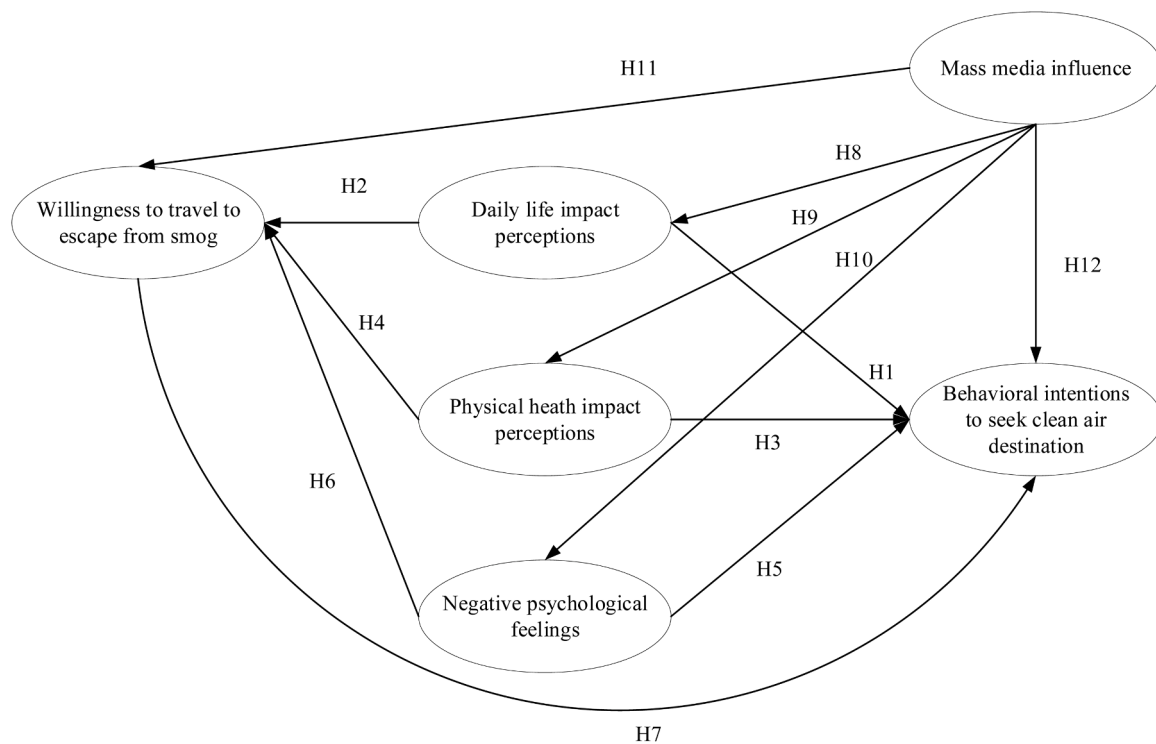 H11
Mass media influence
H8
H2
Willingness to travel to
escape from smog
Daily life impact
perceptions
H9
H10
H12
H4
H1
Physical heath impact
perceptions
Behavioral intentions
to seek clean air
destination
H3
H6
H5
Negative psychological
feelings
H7